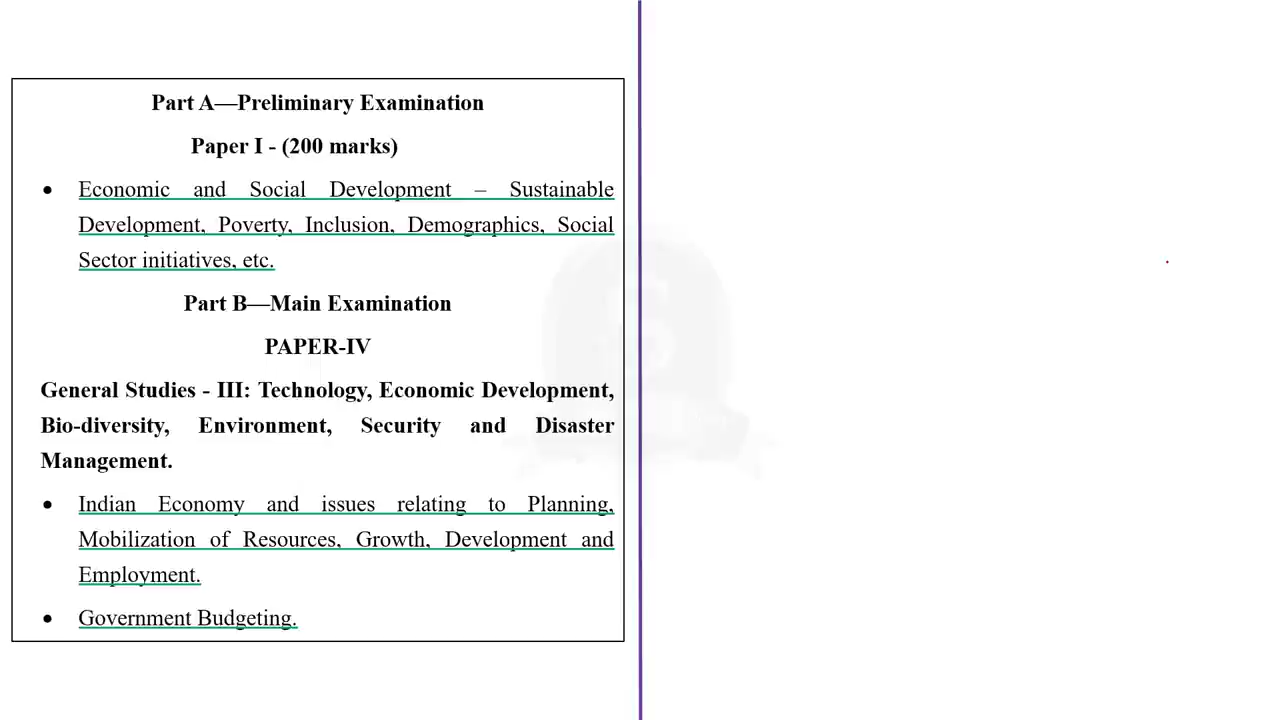 Part A—Preliminary Examination
Paper I - (200 marks)
• Economic and Social Development – Sustainable
Development, Poverty, Inclusion, Demographics, Social
Sector initiatives, etc.
Part B—Main Examination
PAPER-IV
General Studies - III: Technology, Economic Development,
Bio-diversity, Environment, Security and Disaster
Management.
• Indian Economy and issues relating to Planning,
Mobilization of Resources, Growth, Development and
Employment.
• Government Budgeting.